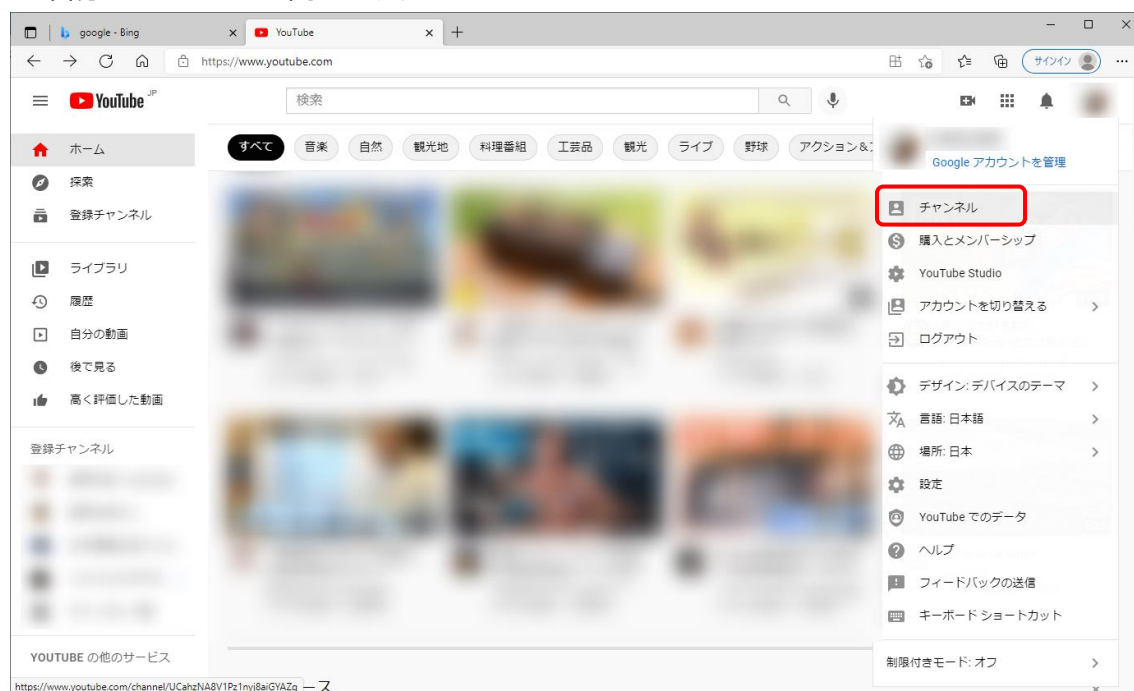 google - Bing
YouTube
https://www.youtube.com
サインイン
YouTube JP
検索
Google アカウントを管理
ホーム
探索
登録チャンネル
ライブラリ
履歴
自分の動画
後で見る
高く評価した動画
登録チャンネル
YOUTUBE の他のサービス
すべて
音楽
自然
観光地
料理番組
工芸品
観光
ライブ
野球
アクション&
チャンネル
購入とメンバーシップ
YouTube Studio
アカウントを切り替える
ログアウト
デザイン: デバイスのテーマ
言語: 日本語
場所: 日本
設定
YouTube でのデータ
ヘルプ
フィードバックの送信
キーボード ショートカット
制限付きモード: オフ